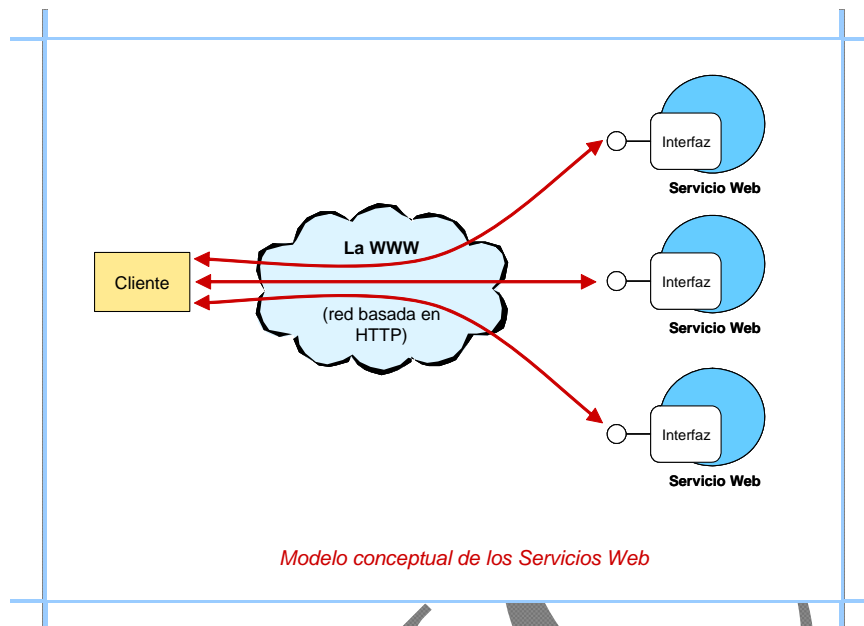 Interfaz
Servicio Web
La WWW
Cliente
Interfaz
Servicio Web
(red basada en
HTTP)
Interfaz
Servicio Web
Modelo conceptual de los Servicios Web